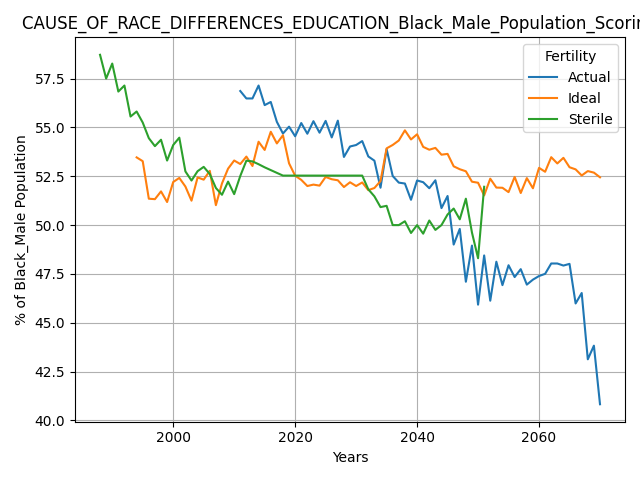 CAUSE_OF_RACE_DIFFERENCES_EDUCATION_Black_Male_Population_Scorin
Fertility
Actual
Ideal
Sterile
% of Black_Male Population
57.5
55.0
52.5
50.0
47.5
45.0
42.5
40.0
2000 2020 2040 2060
Years